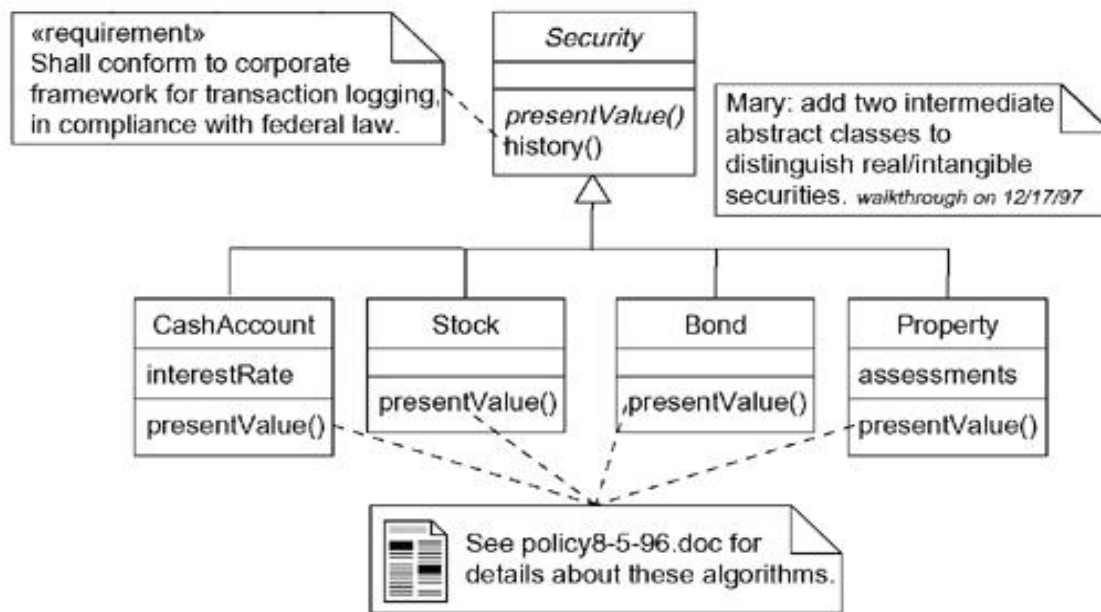 «requirement»
Shall conform to corporate
framework for transaction logging,
in compliance with federal law.
Security
presentValue()
history()
Mary: add two intermediate
abstract classes to
distinguish real/intangible
securities. walkthrough on 12/17/97
CashAccount
interestRate
presentValue()
Stock
presentValue()
Bond
presentValue()
Property
assessments
presentValue()
See policy8-5-96.doc for
details about these algorithms.